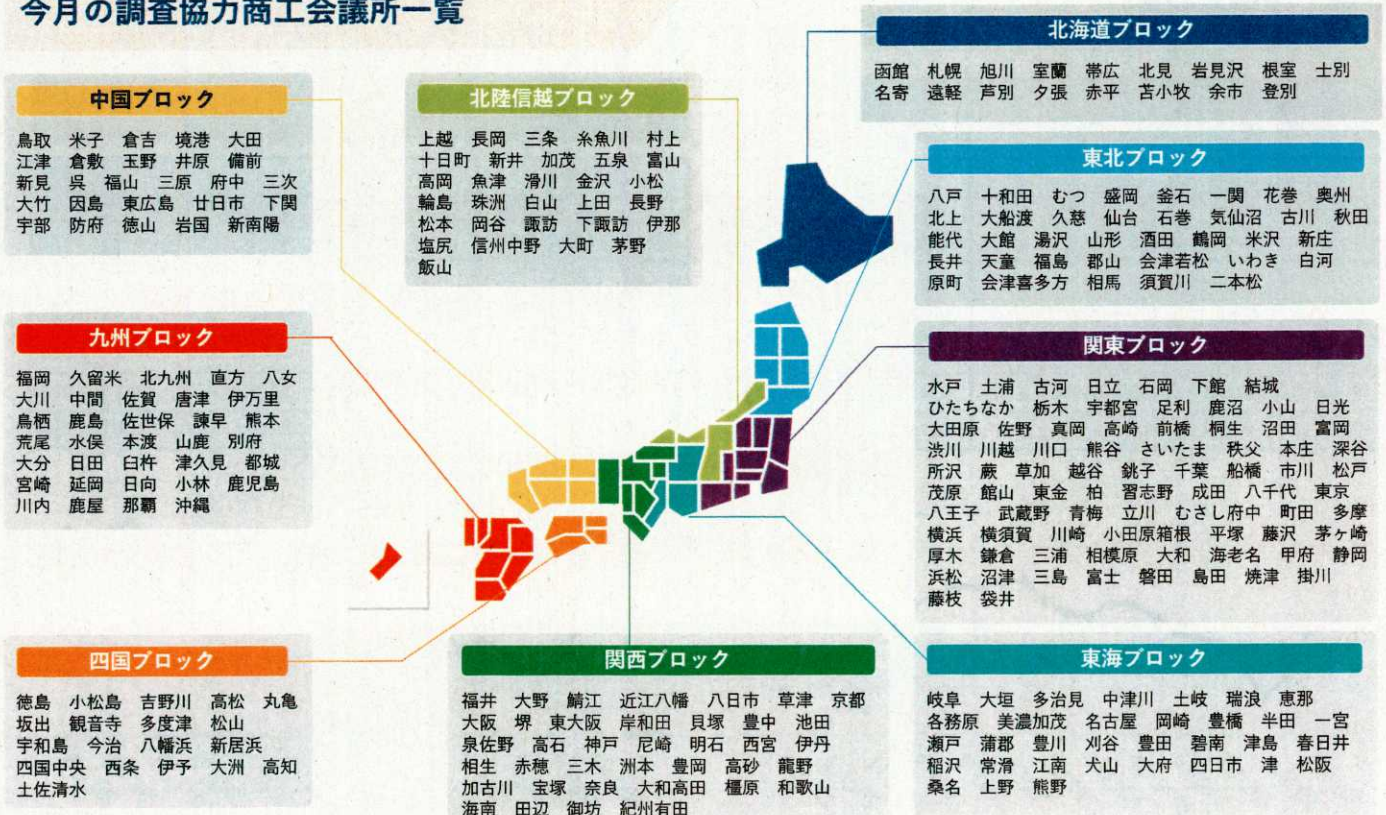 今月の調査協力商工会議所一覧
北海道ブロック
函館 札幌 旭川 室蘭 帯広 北見 岩見沢 根室 士別
名寄 遠軽 芦別 夕張 赤平 苫小牧 余市 登別
中国ブロック
鳥取 米子 倉吉 境港 大田
江津 倉敷 玉野 井原 備前
新見 呉 福山 三原 府中 三次
大竹 因島 東広島 廿日市 下関
宇部 防府 徳山 岩国 新南陽
北陸信越ブロック
上越 長岡 三条 糸魚川 村上
十日町 新井 加茂 五泉 富山
高岡 魚津 滑川 金沢 小松
輪島 珠洲 白山 上田 長野
松本 岡谷 諏訪 下諏訪 伊那
塩尻 信州中野 大町 茅野
飯山
東北ブロック
八戸 十和田 むつ 盛岡 釜石 一関 花巻 奥州
北上 大船渡 久慈 仙台 石巻 気仙沼 古川 秋田
能代 大館 湯沢 山形 酒田 鶴岡 米沢 新庄
長井 天童 福島 郡山 会津若松 いわき 白河
原町 会津喜多方 相馬 須賀川 二本松
九州ブロック
福岡 久留米 北九州 直方 八女
大川 中間 佐賀 唐津 伊万里
鳥栖 鹿島 佐世保 諫早 熊本
荒尾 水俣 本渡 山鹿 別府
大分 日田 臼杵 津久見 都城
宮崎 延岡 日向 小林 鹿児島
川内 鹿屋 那覇 沖縄
関東ブロック
水戸 土浦 古河 日立 石岡 下館 結城
ひたちなか 栃木 宇都宮 足利 鹿沼 小山 日光
大田原 佐野 真岡 高崎 前橋 桐生 沼田 富岡
渋川 川越 川口 熊谷 さいたま 秩父 本庄 深谷
所沢 蕨 草加 越谷 銚子 千葉 船橋 市川 松戸
茂原 館山 東金 柏 習志野 成田 八千代 東京
八王子 武蔵野 青梅 立川 むさし府中 町田 多摩
横浜 横須賀 川崎 小田原箱根 平塚 藤沢 茅ヶ崎
厚木 鎌倉 三浦 相模原 大和 海老名 甲府 静岡
浜松 沼津 三島 富士 磐田 島田 焼津 掛川
藤枝 袋井
四国ブロック
徳島 小松島 吉野川 高松 丸亀
坂出 観音寺 多度津 松山
宇和島 今治 八幡浜 新居浜
四国中央 西条 伊予 大洲 高知
土佐清水
関西ブロック
福井 大野 鯖江 近江八幡 八日市 草津 京都
大阪 堺 東大阪 岸和田 貝塚 豊中 池田
泉佐野 高石 神戸 尼崎 明石 西宮 伊丹
相生 赤穂 三木 洲本 豊岡 高砂 龍野
加古川 宝塚 奈良 大和高田 橿原 和歌山
海南 田辺 御坊 紀州有田
東海ブロック
岐阜 大垣 多治見 中津川 土岐 瑞浪 恵那
各務原 美濃加茂 名古屋 岡崎 豊橋 半田 一宮
瀬戸 蒲郡 豊川 刈谷 豊田 碧南 津島 春日井
稲沢 常滑 江南 犬山 大府 四日市 津 松阪
桑名 上野 熊野